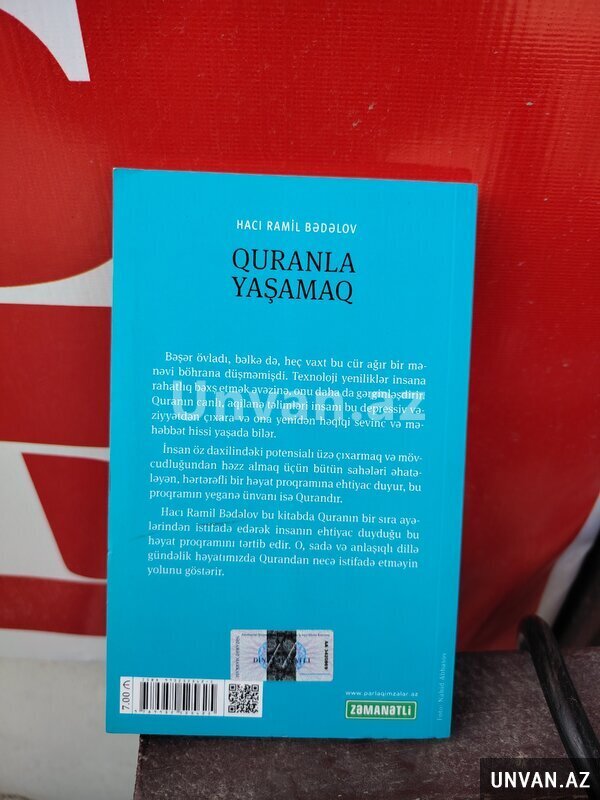 HACI RAMİL BƏDƏLOV
QURANLA
YAŞAMAQ
Bəşər övladı, bəlkə də, heç vaxt bu cür ağır bir mə-
nəvi böhrana düşməmişdi. Texnoloji yeniliklər insana
rahatlıq bəxş etmək əvəzinə, onu daha da gərginləşdirir.
Quranın canlı, aqilanə təlimləri insanı bu depressiv və-
ziyyətdən çıxara və ona yenidən həqiqi sevinc və mə-
həbbət hissi yaşada bilər.
İnsan öz daxilindəki potensialı üzə çıxarmaq və möv-
cudluğundan həzz almaq üçün bütün sahələri əhatə-
ləyən, hərtərəfli bir həyat proqramına ehtiyac duyur, bu
proqramın yeganə ünvanı isə Qurandır.
Hacı Ramil Bədəlov bu kitabda Quranın bir sıra ayə-
lərindən istifadə edərək insanın ehtiyac duyduğu bu
həyat proqramını tərtib edir. O, sadə və anlaşıqlı dillə
gündəlik həyatımızda Qurandan necə istifadə etməyin
yolunu göstərir.
Unvan.az
7.00 ₼
www.parlaqimzalar.az
ZƏMANƏTLİ
UNVAN.AZ